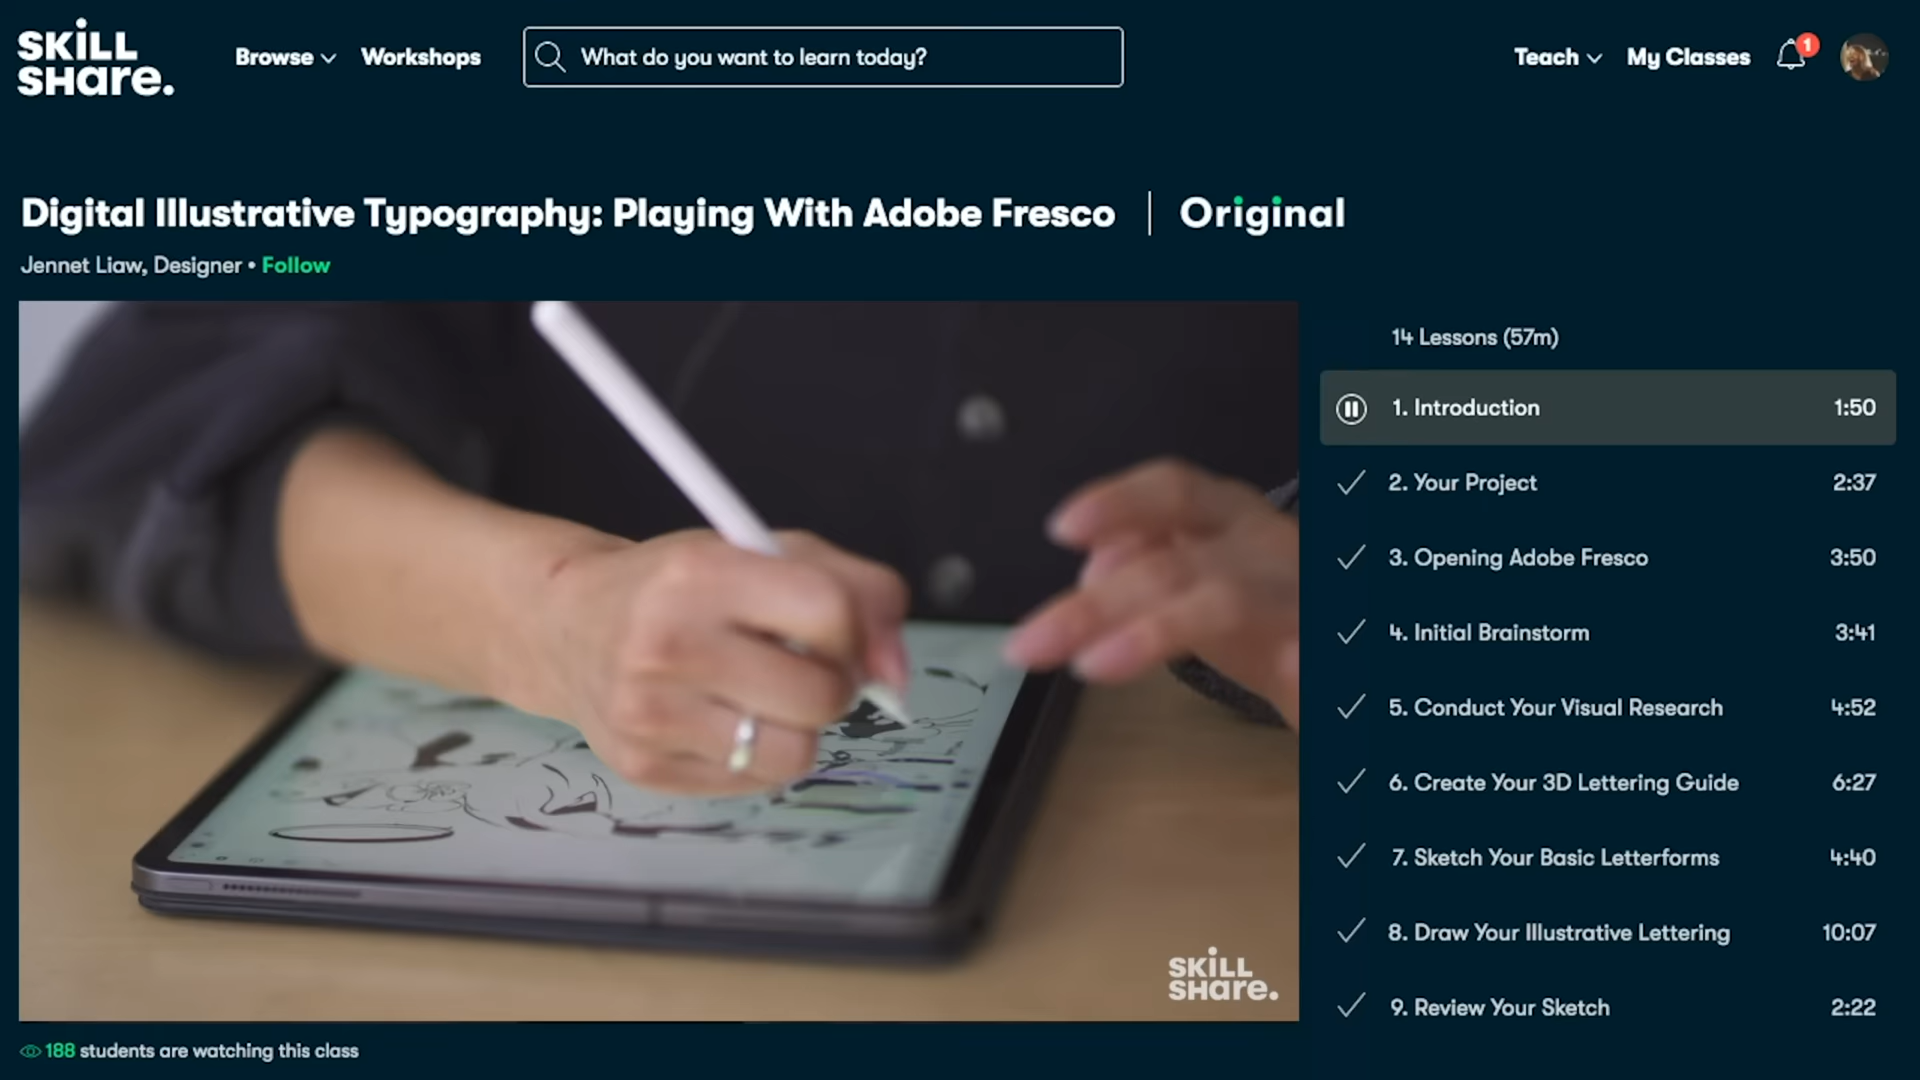 SKILL
SHare.
Browse
Workshops
What do you want to learn today?
Teach
My Classes
1
Digital Illustrative Typography: Playing With Adobe Fresco | Original
Jennet Liaw, Designer • Follow
14 Lessons (57m)
1. Introduction 1:50
2. Your Project 2:37
3. Opening Adobe Fresco 3:50
4. Initial Brainstorm 3:41
5. Conduct Your Visual Research 4:52
6. Create Your 3D Lettering Guide 6:27
7. Sketch Your Basic Letterforms 4:40
8. Draw Your Illustrative Lettering 10:07
9. Review Your Sketch 2:22
SKILL
SHare.
188 students are watching this class